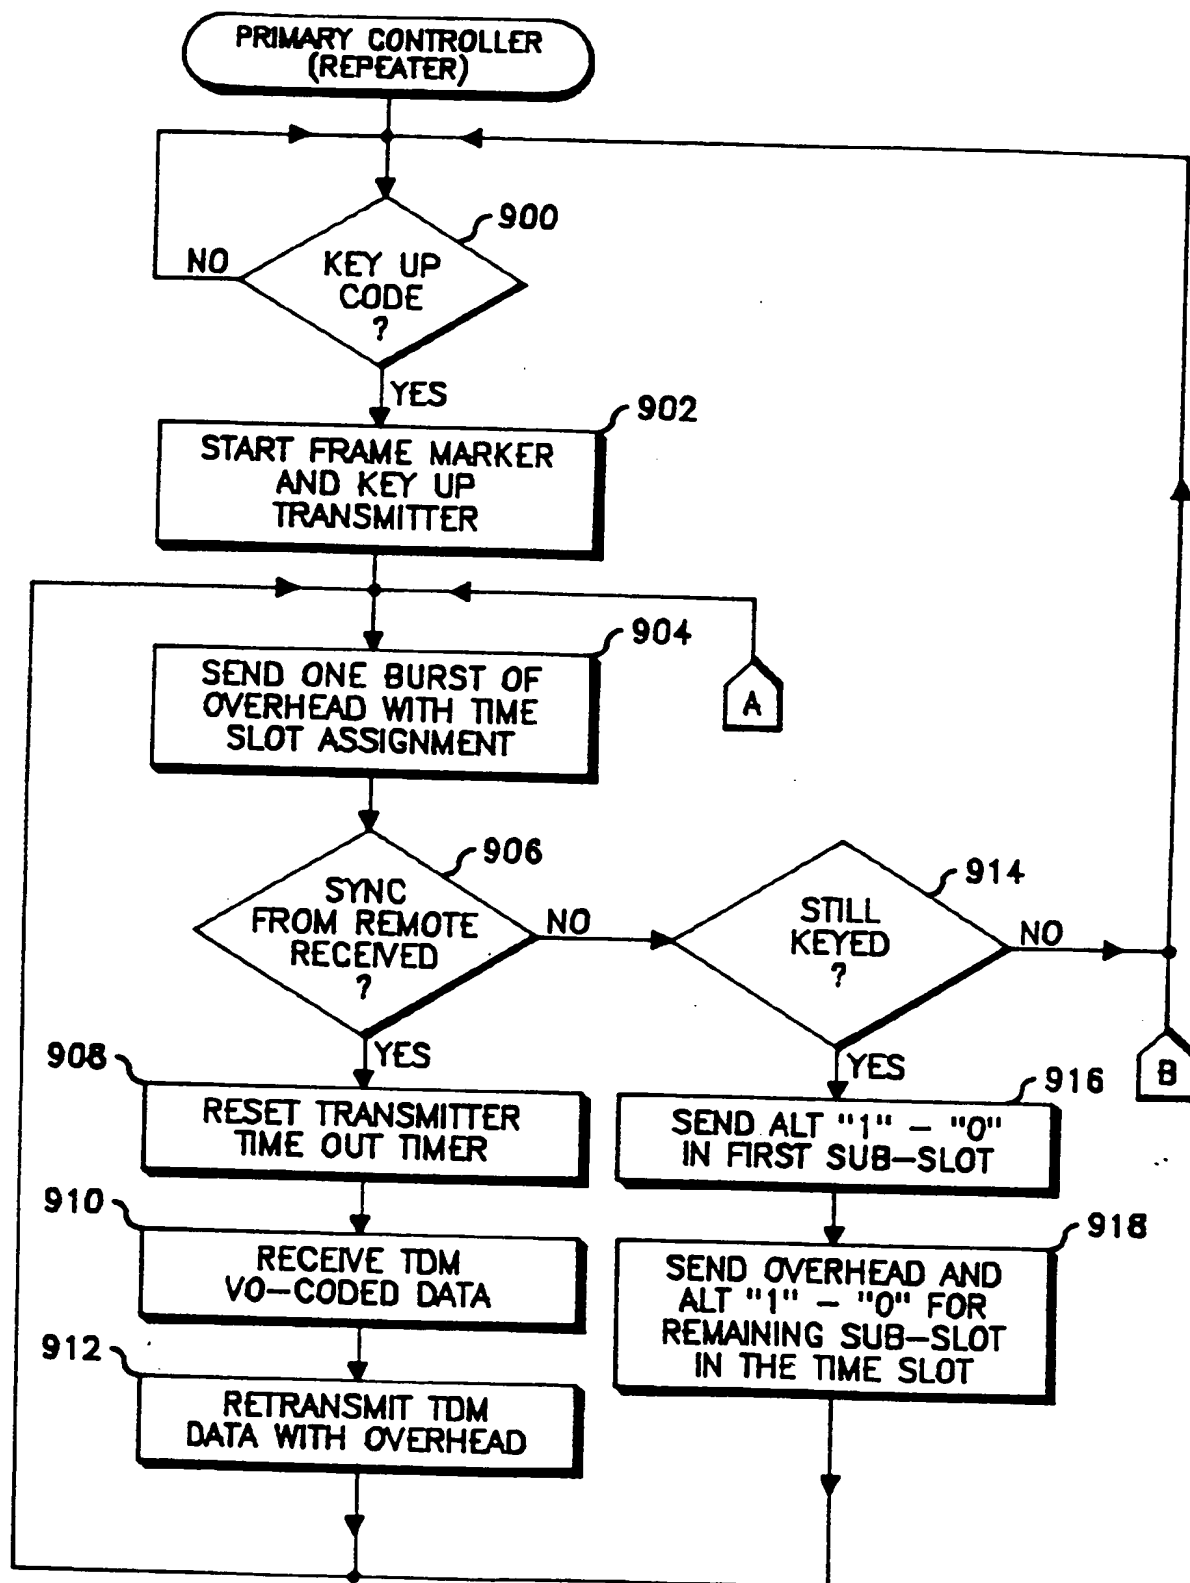 PRIMARY CONTROLLER
(REPEATER)
900
NO
KEY UP
CODE
?
YES
902
START FRAME MARKER
AND KEY UP
TRANSMITTER
904
SEND ONE BURST OF
OVERHEAD WITH TIME
SLOT ASSIGNMENT
A
906
SYNC
FROM REMOTE
RECEIVED
?
NO
914
STILL
KEYED
?
NO
YES
YES
B
908
RESET TRANSMITTER
TIME OUT TIMER
916
SEND ALT "1" - "0"
IN FIRST SUB-SLOT
910
RECEIVE TDM
VO-CODED DATA
918
SEND OVERHEAD AND
ALT "1" - "0" FOR
REMAINING SUB-SLOT
IN THE TIME SLOT
912
RETRANSMIT TDM
DATA WITH OVERHEAD